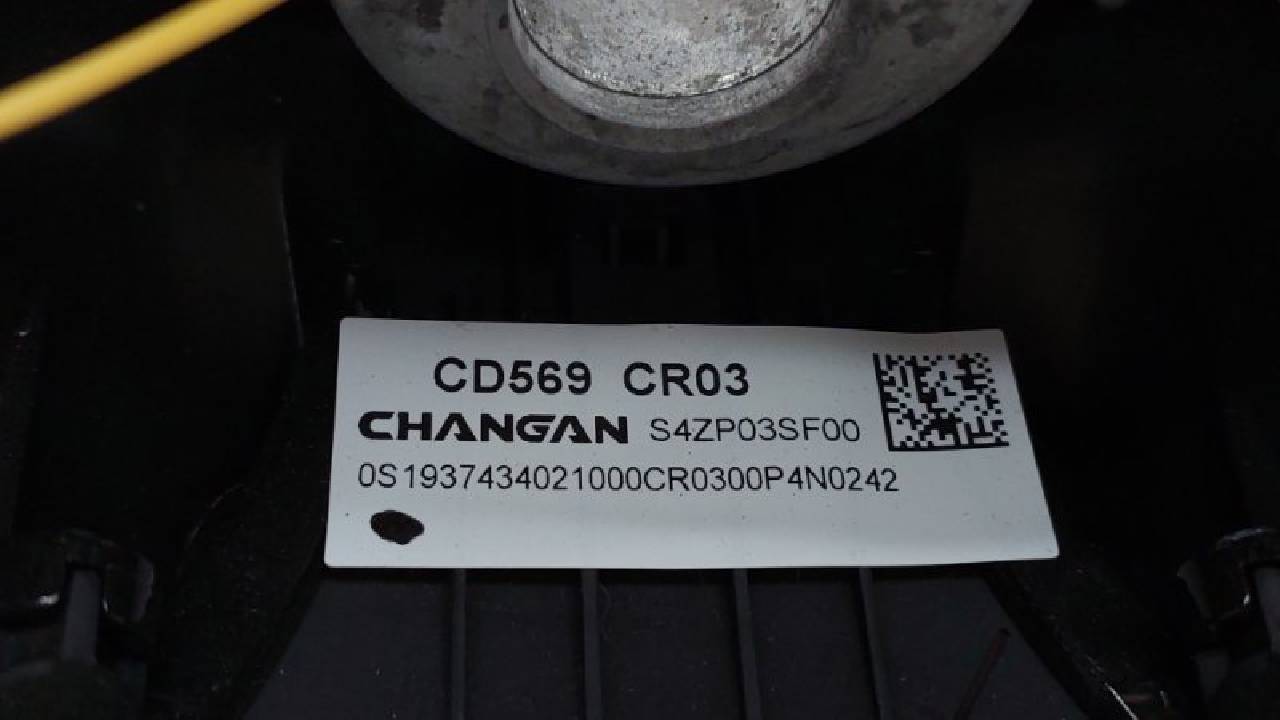 CD569 CR03
CHANGAN S4ZP03SF00
0S1937434021000CR0300P4N0242